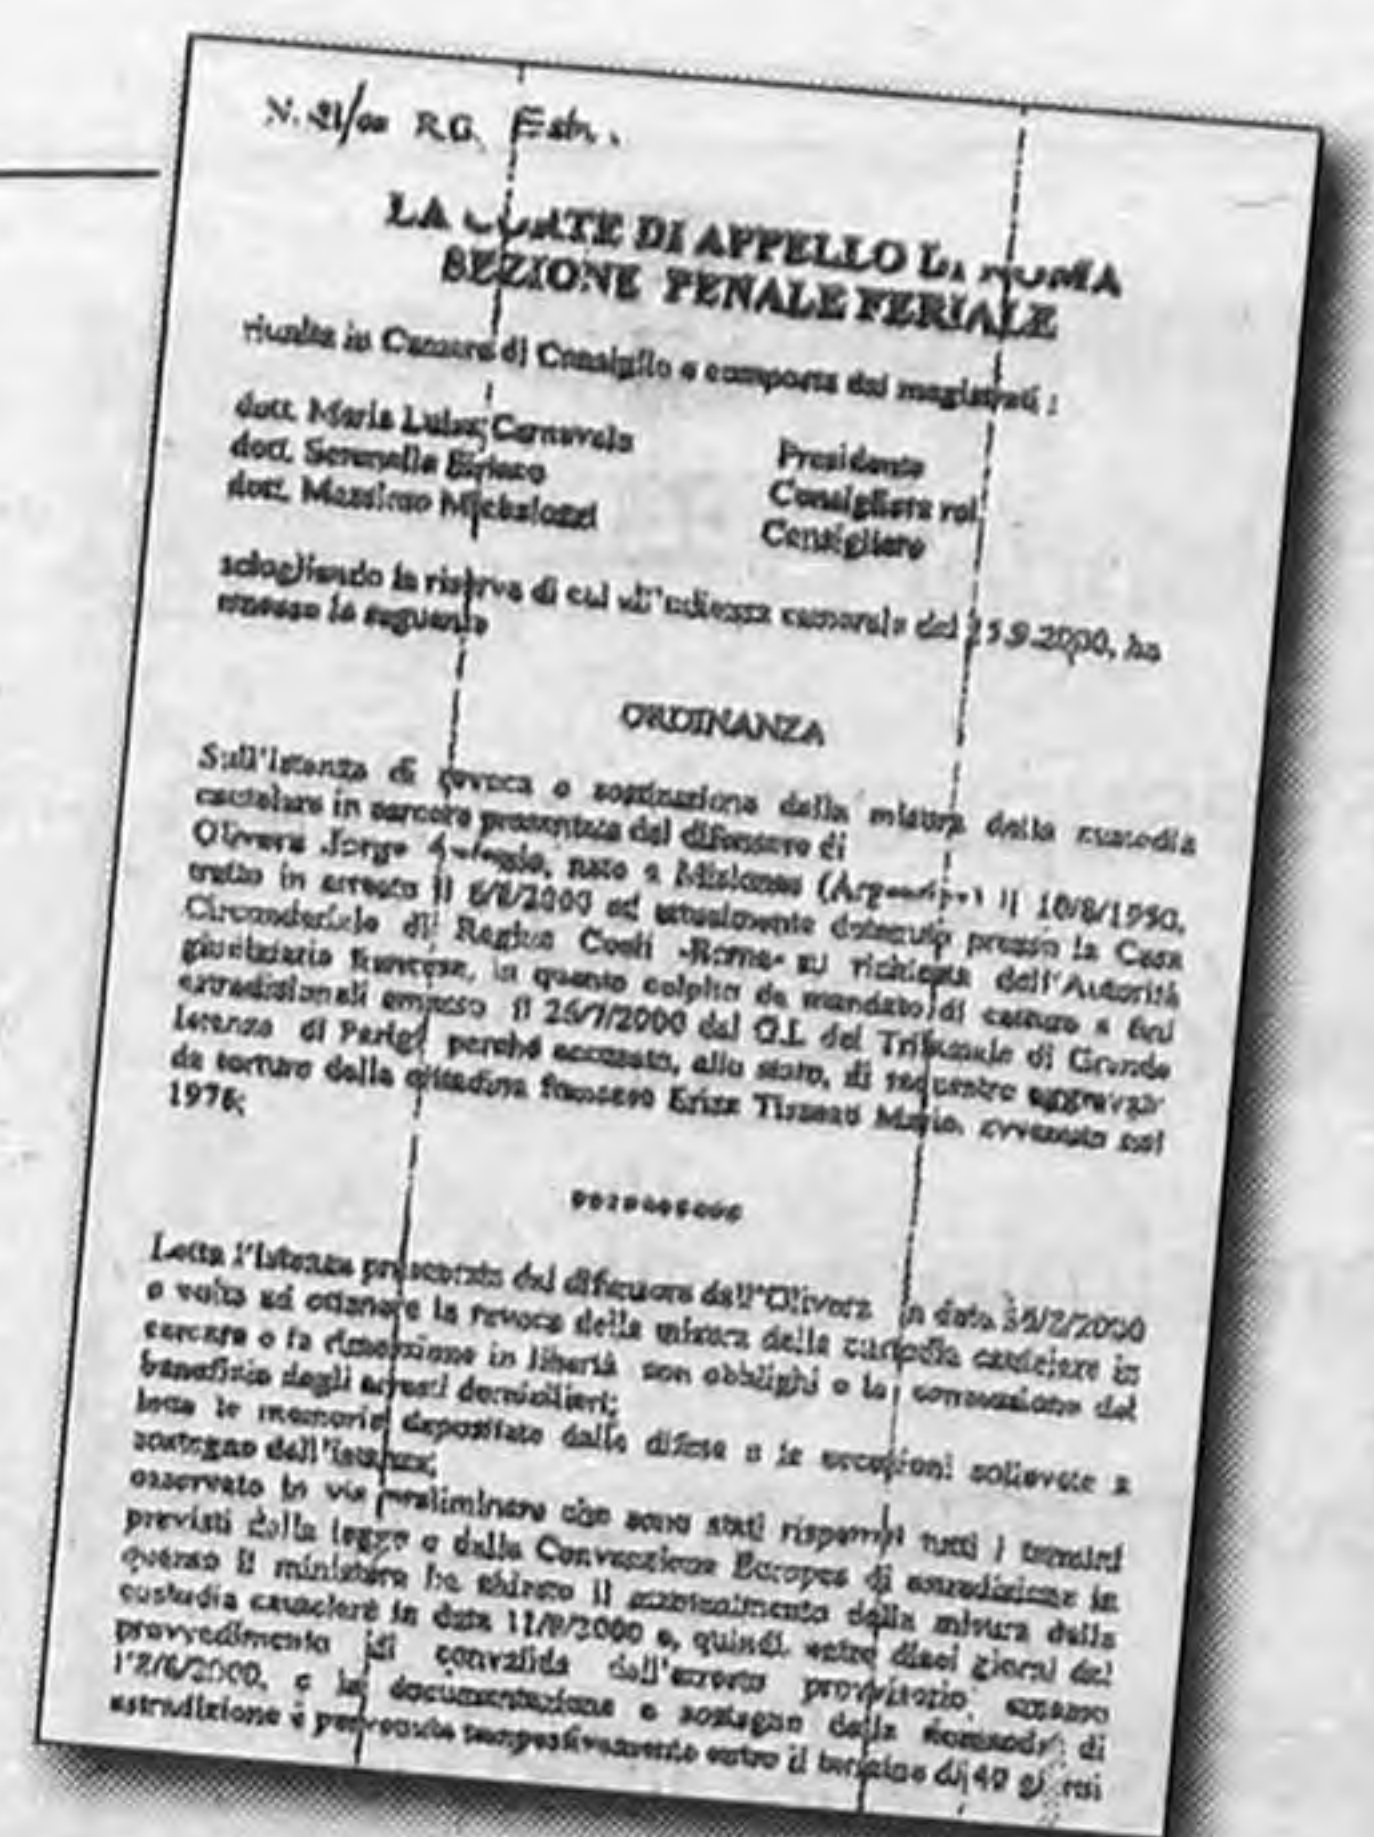 N. 21/00 R.G. Estr.
LA CORTE DI APPELLO DI ROMA
SEZIONE PENALE FERIALE
riunita in Camera di Consiglio e composta dai magistrati :
dott. Maria Luisa Carnevale Presidente
dott. Serenella Consigliere rel.
dott. Massimo Michelozzi Consigliere
sciogliendo la riserva di cui all'udienza camerale del 15.9.2000, ha
emesso la seguente
ORDINANZA
Sull'istanza di revoca o sostituzione della misura della custodia
cautelare in carcere presentata dal difensore di
Olivera Jorge Antonio, nato a Misiones (Argentina) il 10/8/1950,
tratto in arresto il 6/8/2000 ed attualmente detenuto presso la Casa
Circondariale di Regina Coeli -Roma- su richiesta dell'Autorità
giudiziaria francese, in quanto colpito da mandato di cattura a fini
estradizionali emesso il 26/7/2000 dal G.I. del Tribunale di Grande
Istanza di Parigi perché accusato, allo stato, di sequestro aggravato
da torture della cittadina francese Erize Tisseau Marie, avvenuto nel
1976;
Letta l'istanza presentata dal difensore dell'Olivera in data
e volta ad ottenere la revoca della misura della custodia cautelare in
carcere o la rimessione in libertà con obblighi o la concessione del
beneficio degli arresti domiciliari;
lette le memorie depositate dalla difesa e le eccezioni sollevate a
sostegno dell'istanza;
osservato in via preliminare che sono stati rispettati tutti i termini
previsti dalla legge e dalla Convenzione Europea di estradizione in
quanto il ministero ha chiesto il mantenimento della misura della
custodia cautelare in data 11/8/2000 e, quindi, entro dieci giorni dal
provvedimento di convalida dell'arresto provvisorio, emesso
e la documentazione a sostegno della domanda di
estradizione è pervenuta tempestivamente entro il termine di 40 giorni